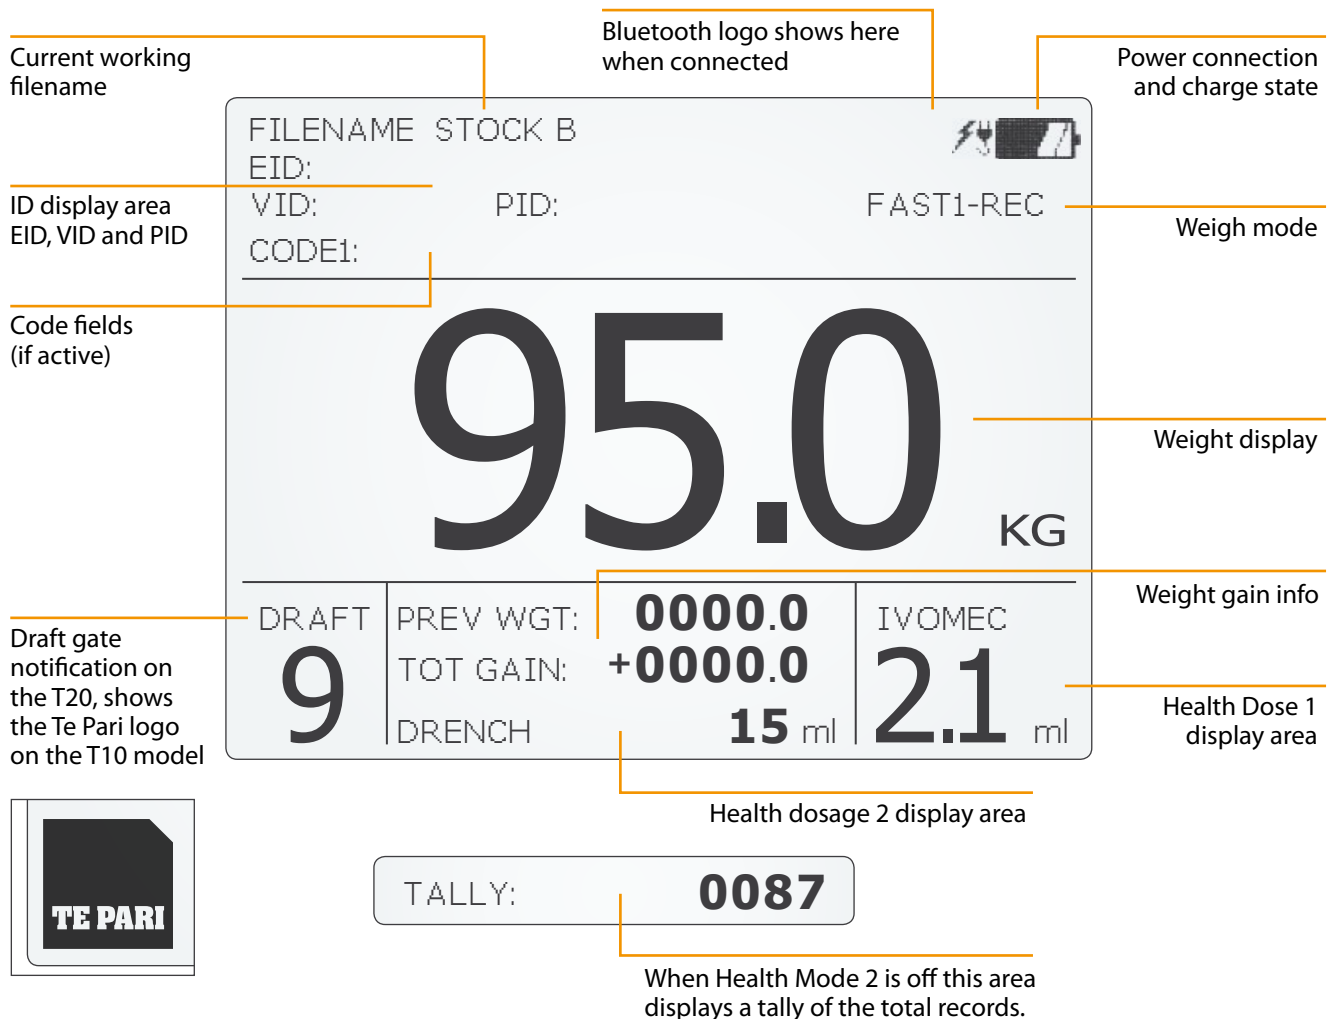 Current working
filename
Bluetooth logo shows here
when connected
Power connection
and charge state
FILENAME STOCK B
EID:
ID display area
EID, VID and PID
VID: PID: FAST1-REC
Weigh mode
CODE1:
Code fields
(if active)
95.0 KG
Weight display
Weight gain info
DRAFT
9
PREV WGT: 0000.0
TOT GAIN: +0000.0
DRENCH 15 ml
IVOMEC
2.1 ml
Draft gate
notification on
the T20, shows
the Te Pari logo
on the T10 model
Health Dose 1
display area
Health dosage 2 display area
TE PARI
TALLY: 0087
When Health Mode 2 is off this area
displays a tally of the total records.